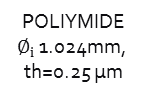 POLIYMIDE
Øᵢ 1.024mm,
th=0.25 µm